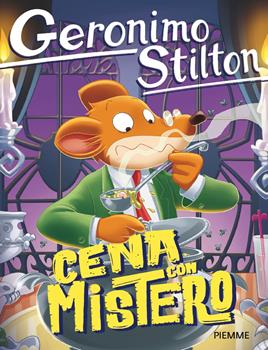 Geronimo
Stilton
CENA
CON
MISTERO
PIEMME